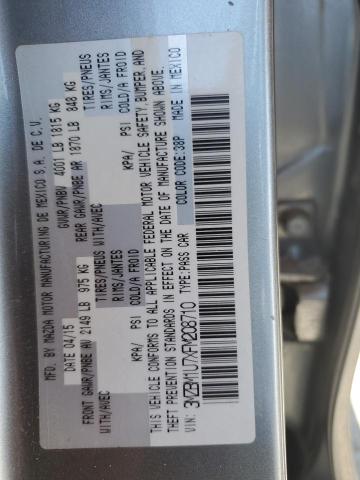 MFD. BY MAZDA MOTOR MANUFACTURING DE MEXICO S.A. DE C.V.
DATE 04/15 GVWR/PNBV 4001 LB 1815 KG
FRONT GAWR/PNBE AV 2149 LB 975 KG REAR GAWR/PNBE AR 1870 LB 848 KG
TIRES/PNEUS TIRES/PNEUS
WITH/AVEC RIMS/JANTES WITH/AVEC RIMS/JANTES
KPA/ PSI COLD/A FROID KPA/ PSI COLD/A FROID
THIS VEHICLE CONFORMS TO ALL APPLICABLE FEDERAL MOTOR VEHICLE SAFETY, BUMPER, AND
THEFT PREVENTION STANDARDS IN EFFECT ON THE DATE OF MANUFACTURE SHOWN ABOVE.
3MZBM1U7XFM208710 TYPE: PASS CAR COLOR CODE: 38P MADE IN MEXICO